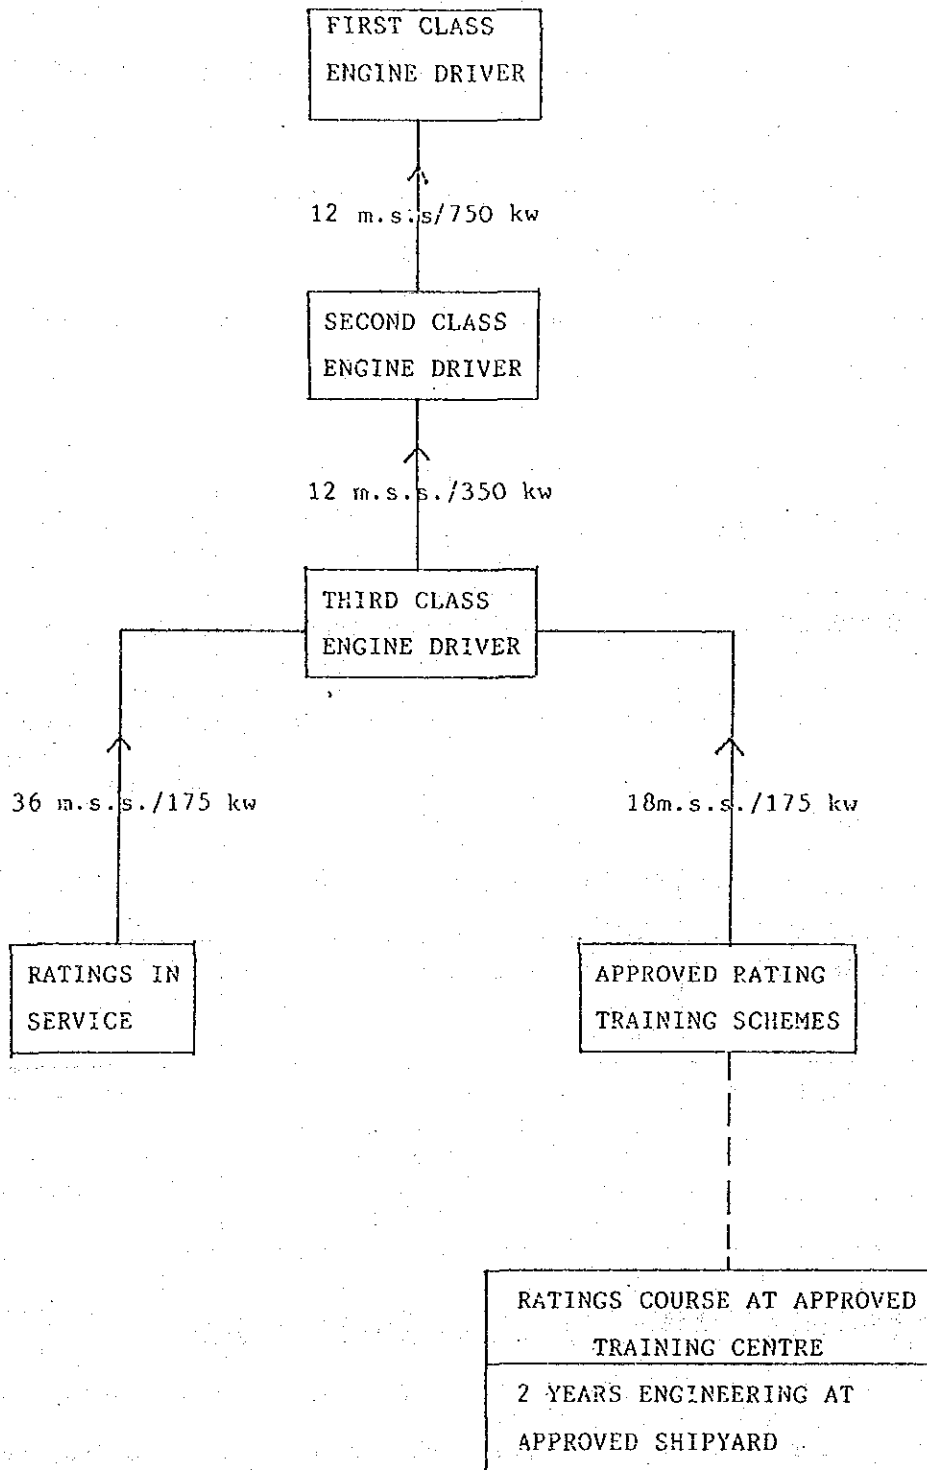 FIRST CLASS
ENGINE DRIVER
12 m.s.s/750 kw
SECOND CLASS
ENGINE DRIVER
12 m.s.s./350 kw
THIRD CLASS
ENGINE DRIVER
36 m.s.s./175 kw
18m.s.s./175 kw
RATINGS IN
SERVICE
APPROVED RATING
TRAINING SCHEMES
RATINGS COURSE AT APPROVED
TRAINING CENTRE
2 YEARS ENGINEERING AT
APPROVED SHIPYARD